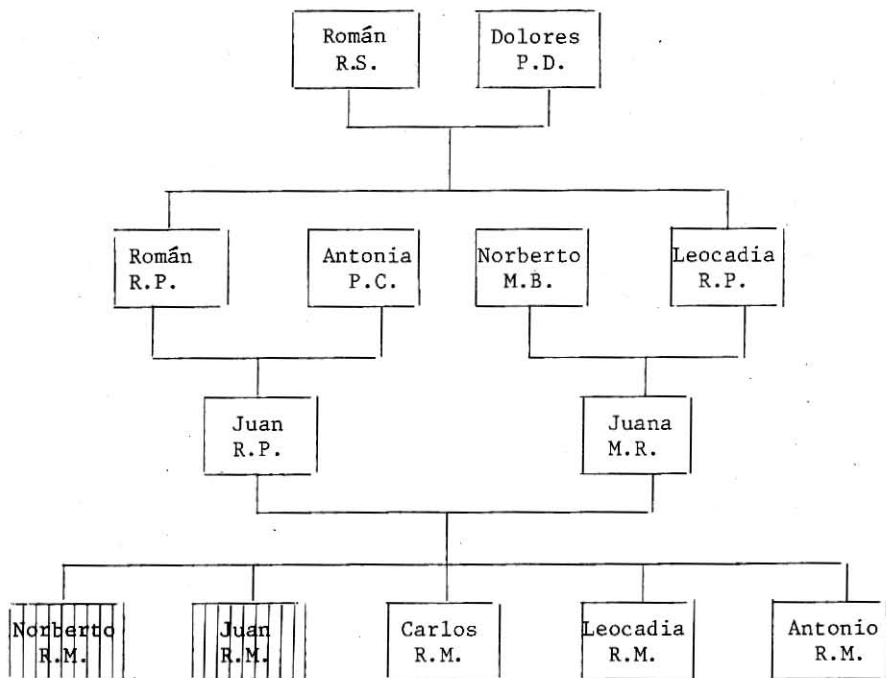 Román
R.S.
Dolores
P.D.
Román
R.P.
Antonia
P.C.
Norberto
M.B.
Leocadia
R.P.
Juan
R.P.
Juana
M.R.
Norberto
R.M.
Juan
R.M.
Carlos
R.M.
Leocadia
R.M.
Antonio
R.M.